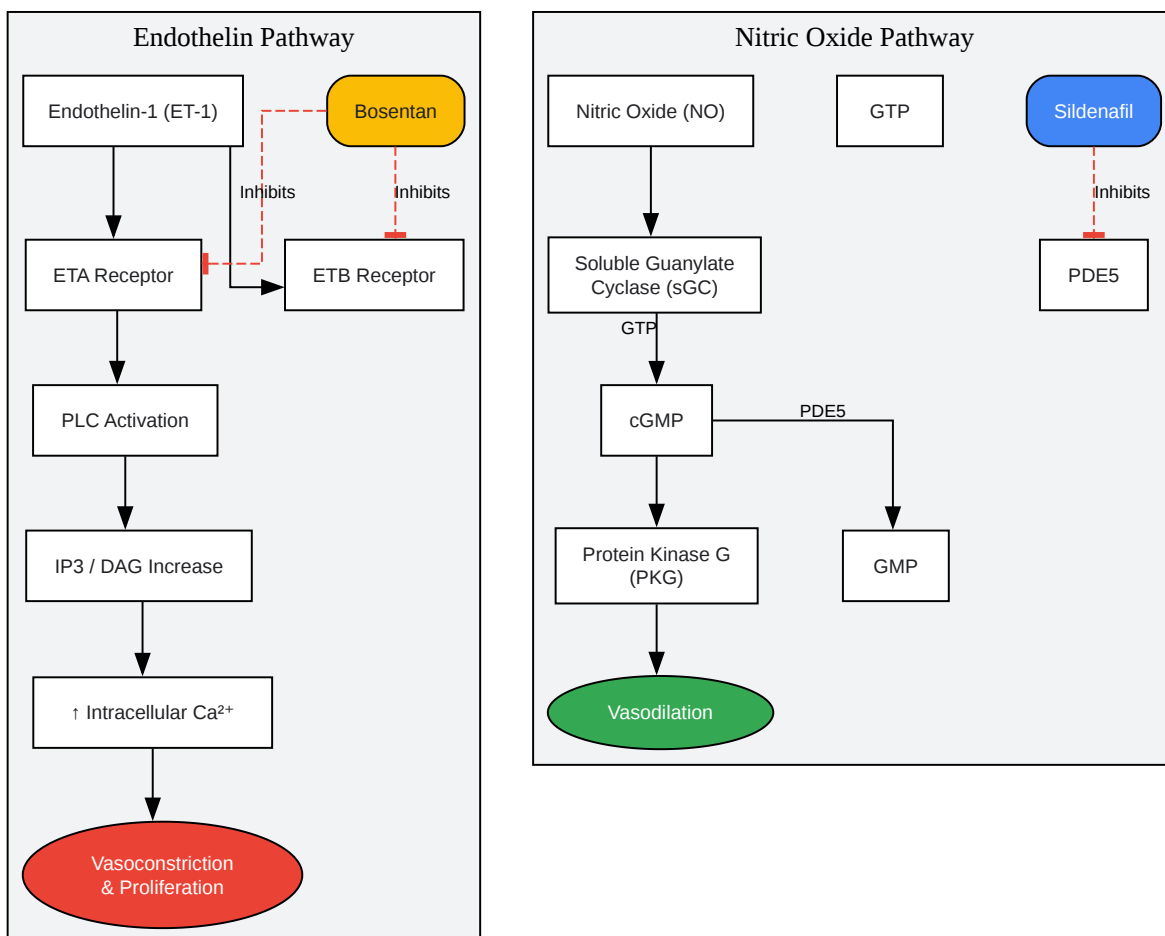 Endothelin Pathway
Endothelin-1 (ET-1)
Bosentan
Inhibits
Inhibits
ETA Receptor
ETB Receptor
PLC Activation
IP3 / DAG Increase
↑ Intracellular Ca²⁺
Vasoconstriction
& Proliferation
Nitric Oxide Pathway
Nitric Oxide (NO)
GTP
Sildenafil
Inhibits
Soluble Guanylate
Cyclase (sGC)
PDE5
GTP
cGMP
PDE5
Protein Kinase G
(PKG)
GMP
Vasodilation